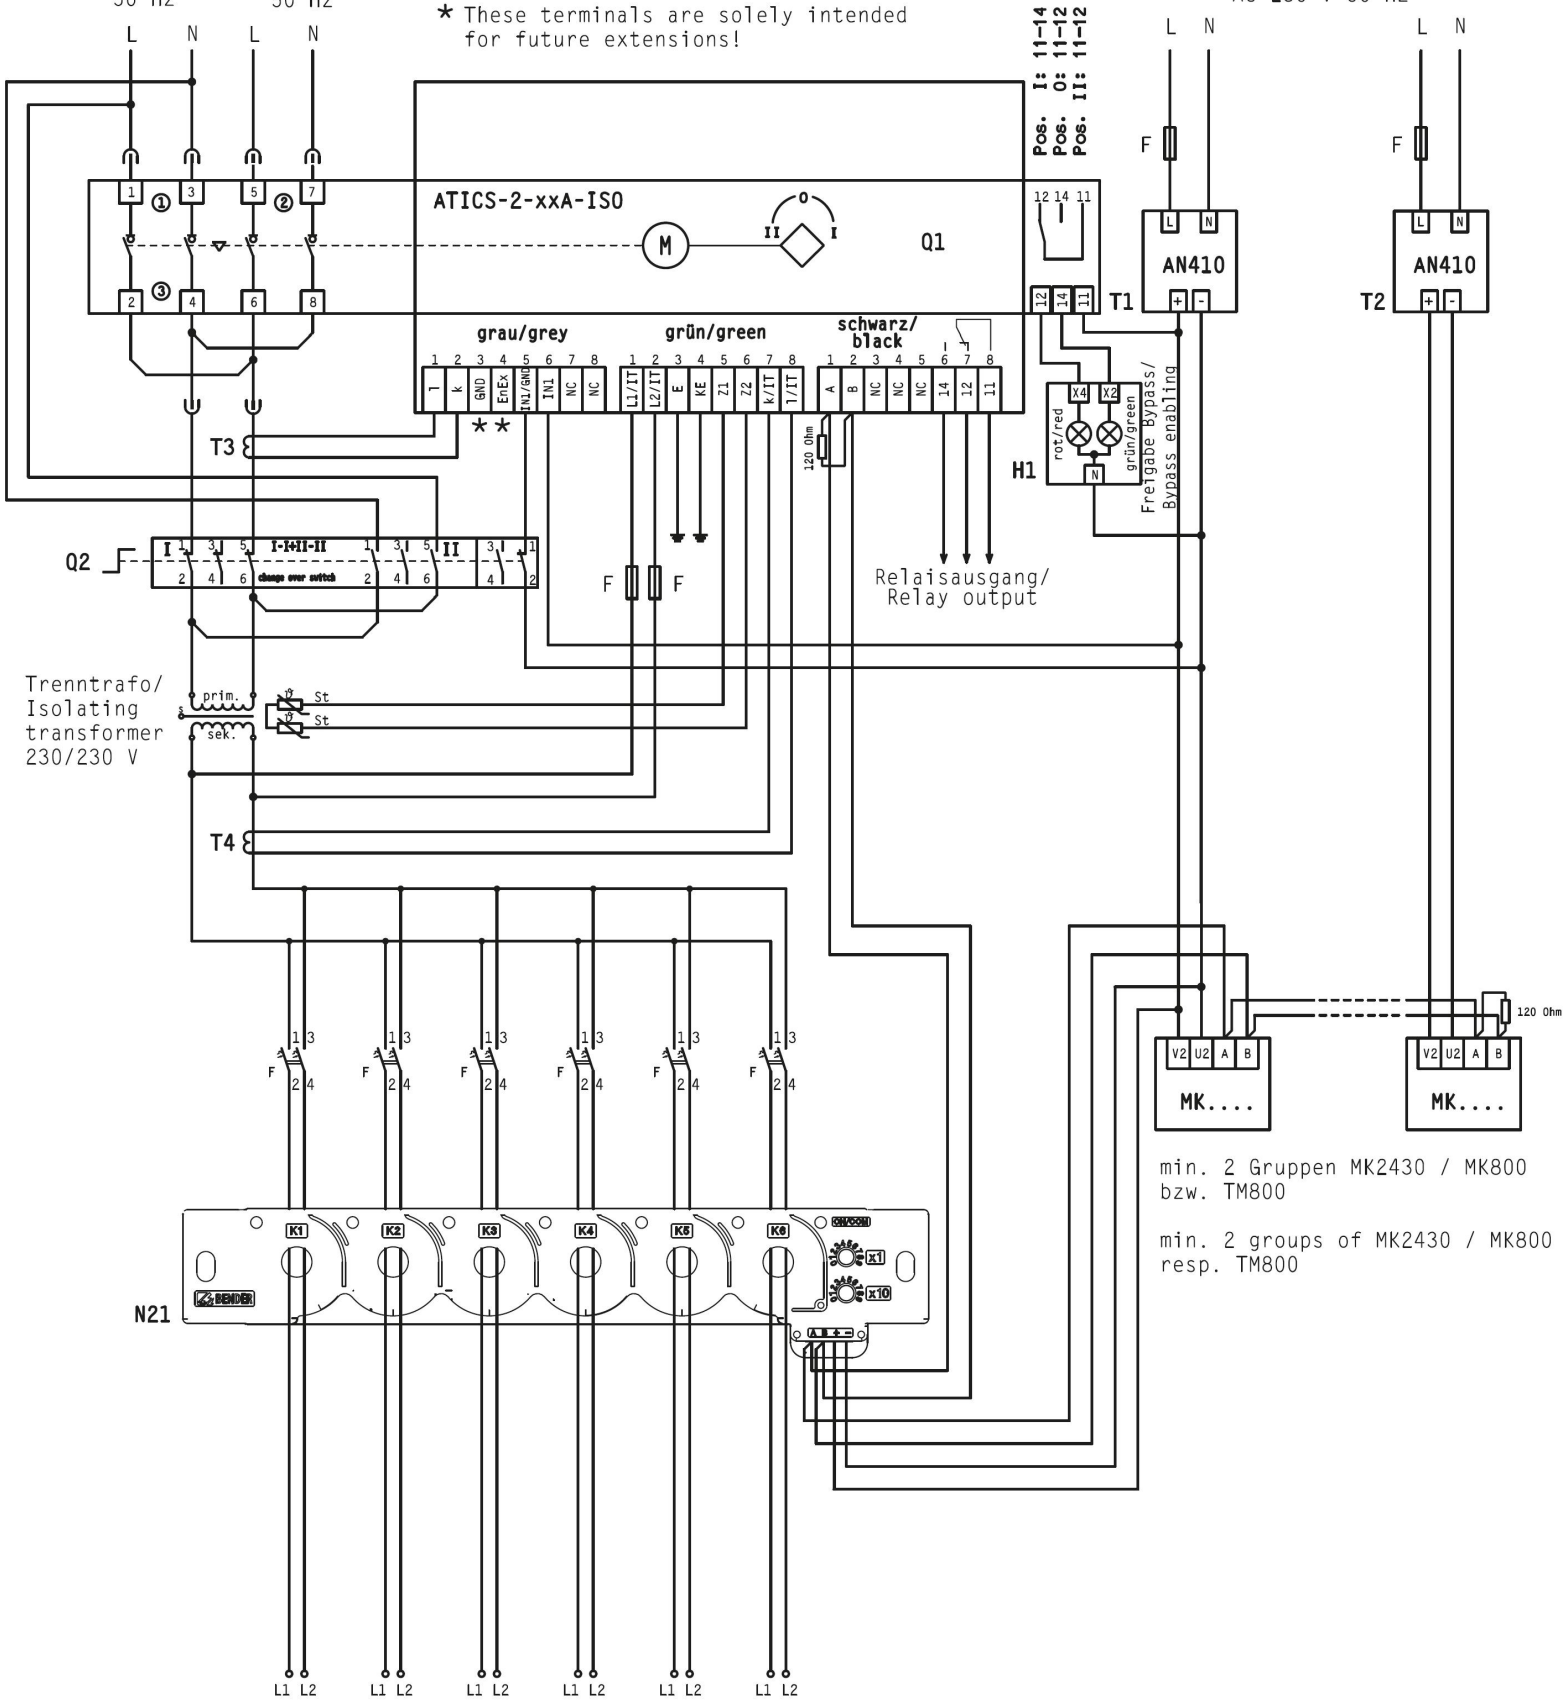 * These terminals are solely intended
for future extensions!
L N L N
Pos. I: 11-14
Pos. O: 11-12
Pos. II: 11-12
L N
L N
F
F
1 3 5 7
① ②
ATICS-2-xxA-ISO
M
O
II I
Q1
12 14 11
L N
AN410
+ -
T1
L N
AN410
+ -
T2
③
2 4 6 8
12 14 11
grau/grey
grün/green
schwarz/
black
1 2 3 4 5 6 7 8
l k GND EnEx IN1/GND IN1 NC NC
* *
1 2 3 4 5 6 7 8
L1/IT L2/IT E KE Z1 Z2 k/IT l/IT
1 2 3 4 5 6 7 8
A B NC NC NC 14 12 11
120 Ohm
X4 X2
rot/red
grün/green
N
H1
Freigabe Bypass/
Bypass enabling
T3
Q2
I 1 3 5 I-I+II-II 1 3 5 II 3 1
2 4 6 change over switch 2 4 6 4 2
F F
Relaisausgang/
Relay output
Trenntrafo/
Isolating
transformer
230/230 V
prim.
s
sek.
ϑ St
ϑ St
T4
120 Ohm
V2 U2 A B
MK....
V2 U2 A B
MK....
1 3 1 3 1 3 1 3 1 3 1 3
F F F F F F
2 4 2 4 2 4 2 4 2 4 2 4
min. 2 Gruppen MK2430 / MK800
bzw. TM800
min. 2 groups of MK2430 / MK800
resp. TM800
K1 K2 K3 K4 K5 K6
ON/COM
0123456789 x1
0123456789 x10
BENDER
N21
A B + -
L1 L2 L1 L2 L1 L2 L1 L2 L1 L2 L1 L2